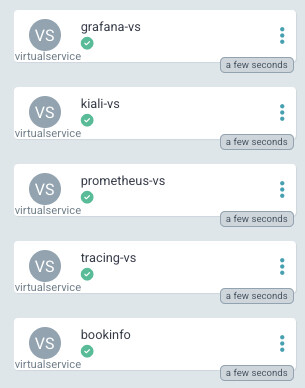 VS
grafana-vs
virtualservice
a few seconds
VS
kiali-vs
virtualservice
a few seconds
VS
prometheus-vs
virtualservice
a few seconds
VS
tracing-vs
virtualservice
a few seconds
VS
bookinfo
virtualservice
a few seconds